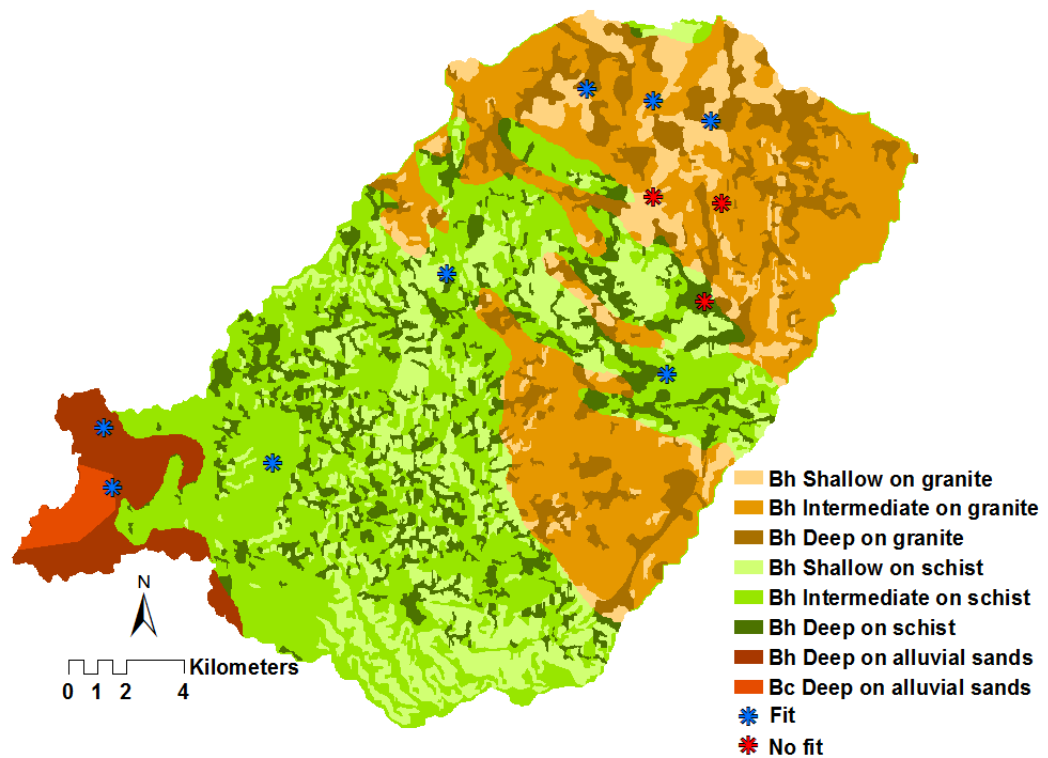 Bh Shallow on granite
Bh Intermediate on granite
Bh Deep on granite
Bh Shallow on schist
Bh Intermediate on schist
Bh Deep on schist
Bh Deep on alluvial sands
Bc Deep on alluvial sands
Fit
No fit
N
Kilometers
0 1 2 4